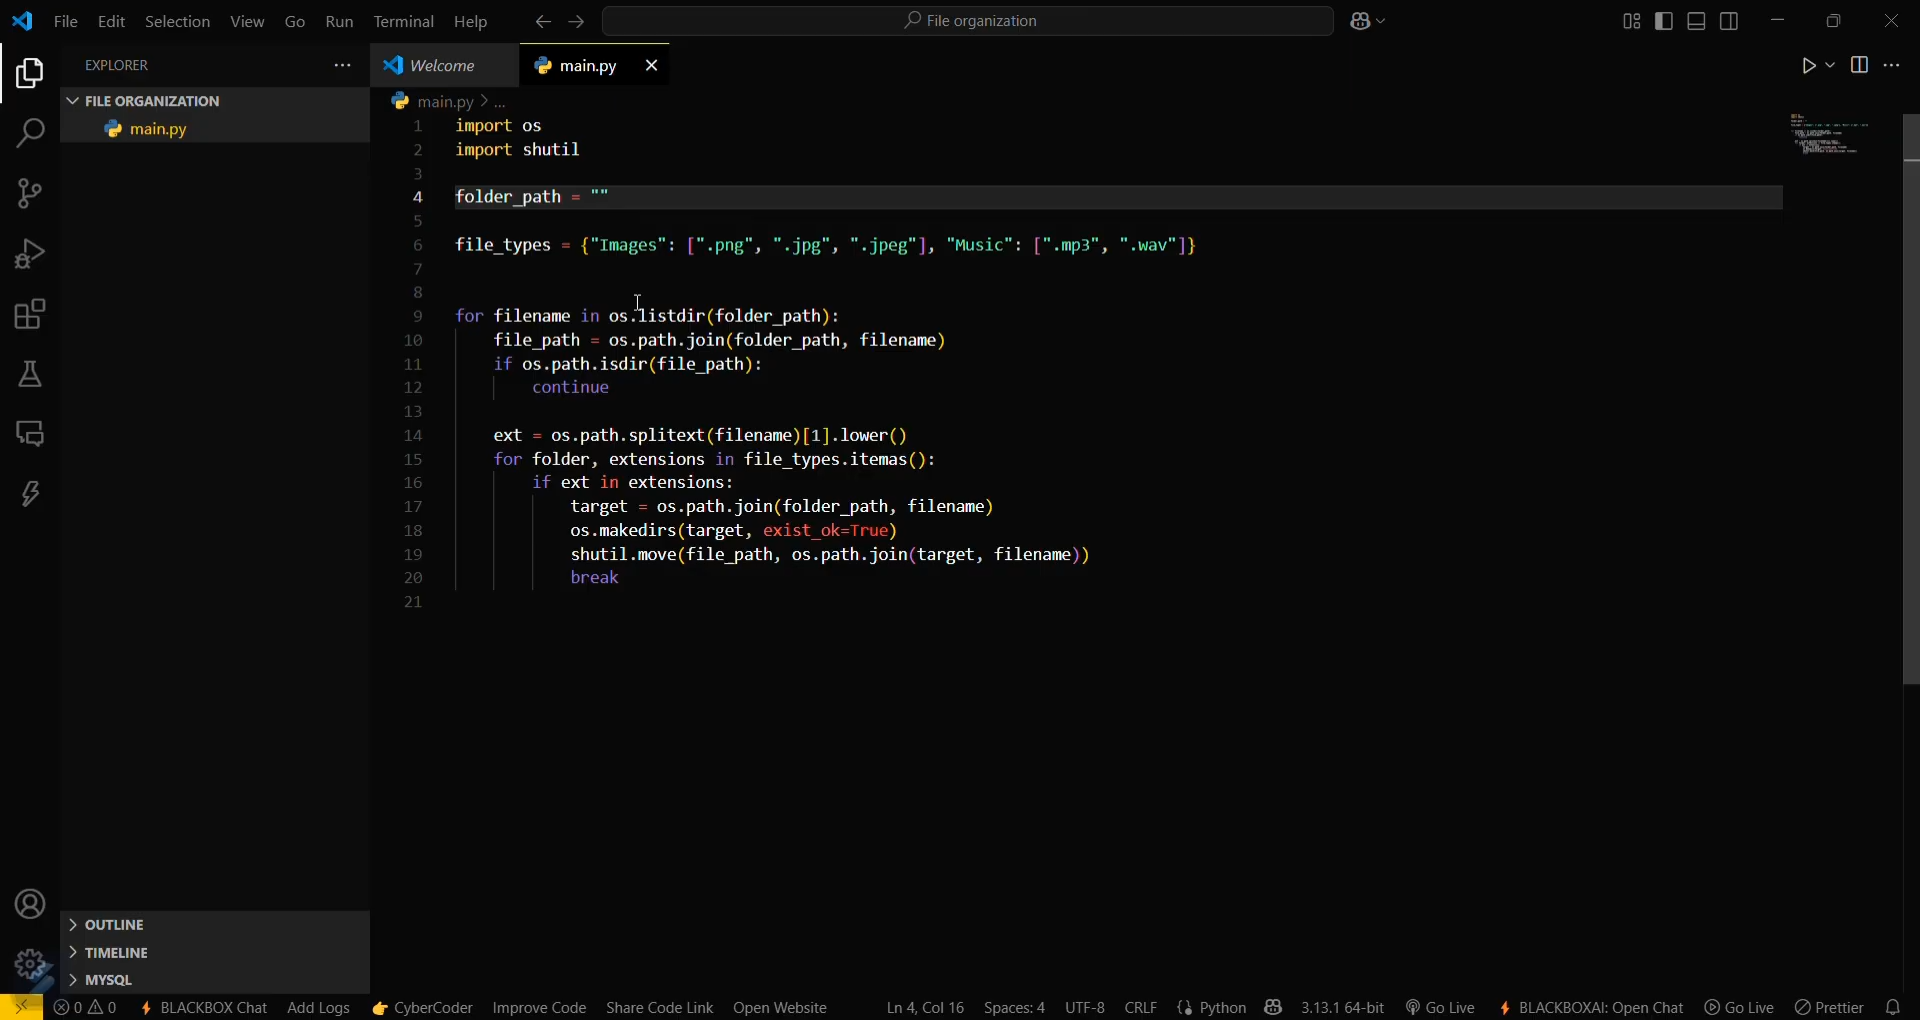 File Edit Selection View Go Run Terminal Help
File organization
EXPLORER
Welcome
main.py
FILE ORGANIZATION
main.py
main.py > ...
1 import os
2 import shutil
3
4 folder_path = ""
5
6 file_types = {"Images": [".png", ".jpg", ".jpeg"], "Music": [".mp3", ".wav"]}
7
8
9 for filename in os.listdir(folder_path):
10     file_path = os.path.join(folder_path, filename)
11     if os.path.isdir(file_path):
12         continue
13
14     ext = os.path.splitext(filename)[1].lower()
15     for folder, extensions in file_types.itemas():
16         if ext in extensions:
17             target = os.path.join(folder_path, filename)
18             os.makedirs(target, exist_ok=True)
19             shutil.move(file_path, os.path.join(target, filename))
20             break
21
OUTLINE
TIMELINE
MYSQL
0 0 BLACKBOX Chat Add Logs CyberCoder Improve Code Share Code Link Open Website Ln 4, Col 16 Spaces: 4 UTF-8 CRLF {} Python 3.13.1 64-bit Go Live BLACKBOXAI: Open Chat Go Live Prettier